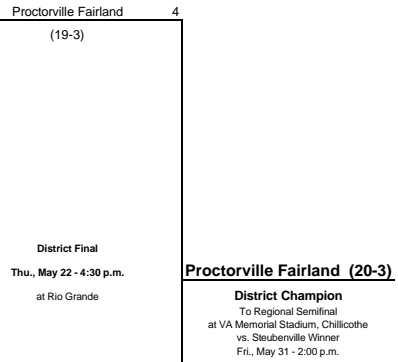 Proctorville Fairland 4
(19-3)
District Final
Thu., May 22 - 4:30 p.m.
at Rio Grande
Proctorville Fairland (20-3)
District Champion
To Regional Semifinal
at VA Memorial Stadium, Chillicothe
vs. Steubenville Winner
Fri., May 31 - 2:00 p.m.